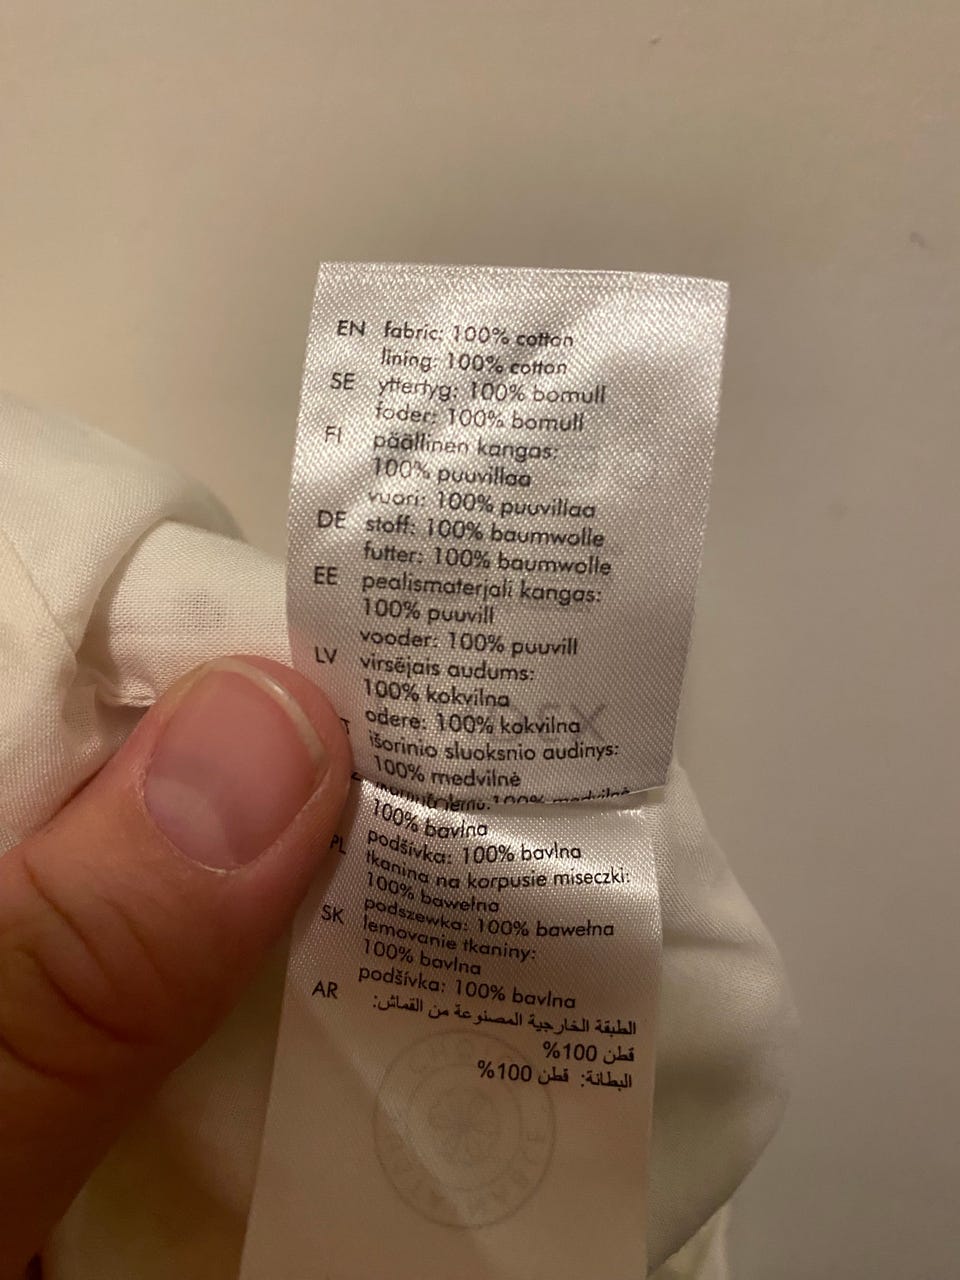 EN fabric: 100% cotton
lining: 100% cotton
SE yttertyg: 100% bomull
foder: 100% bomull
FI päällinen kangas:
100% puuvillaa
vuori: 100% puuvillaa
DE stoff: 100% baumwolle
futter: 100% baumwolle
EE pealismaterjali kangas:
100% puuvill
vooder: 100% puuvill
LV virsējais audums:
100% kokvilna
odere: 100% kokvilna
išorinio sluoksnio audinys:
100% medvilnė
100% medvilnė
100% bavlna
podšívka: 100% bavlna
PL tkanina na korpusie miseczki:
100% bawełna
podszewka: 100% bawełna
SK lemovanie tkaniny:
100% bavlna
podšívka: 100% bavlna
AR الطبقة الخارجية المصنوعة من القماش:
قطن 100%
البطانة: قطن 100%